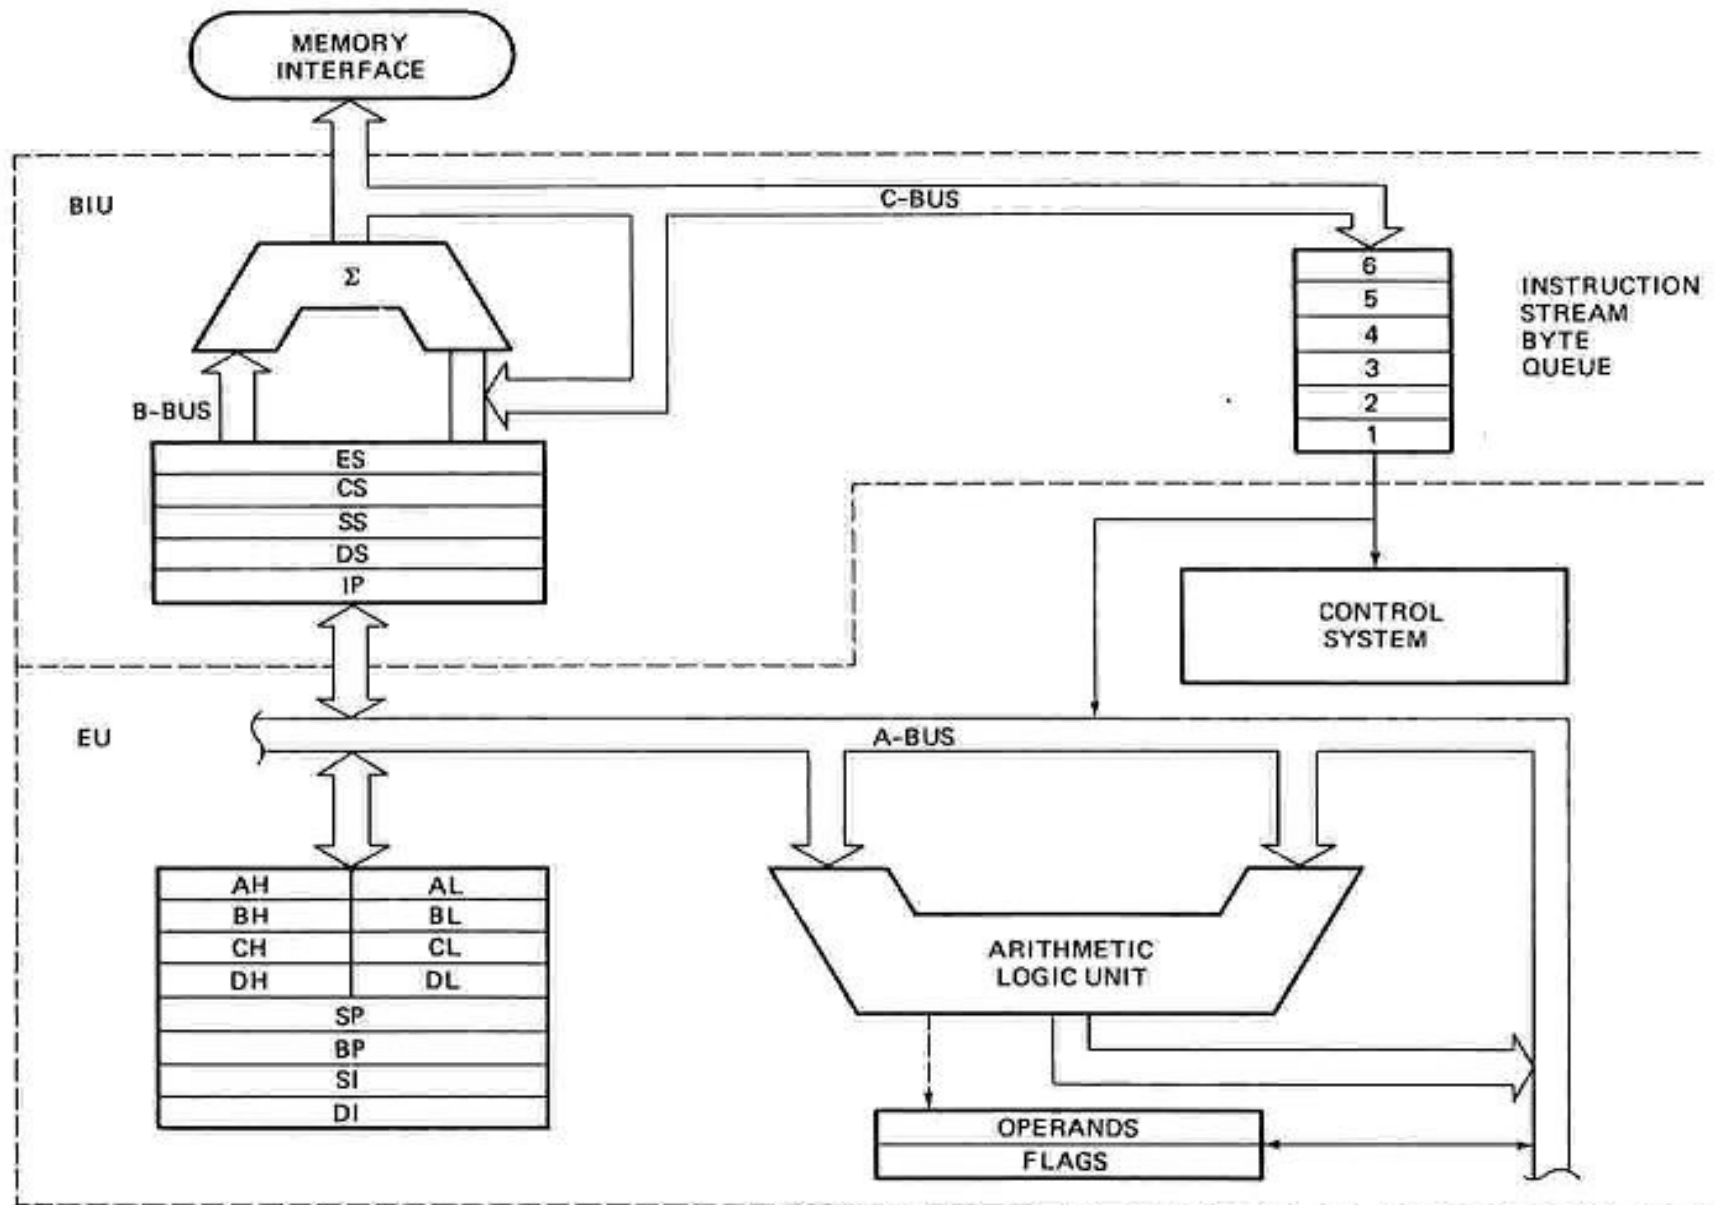 MEMORY
INTERFACE
BIU
C-BUS
Σ
6
5
4
3
2
1
INSTRUCTION
STREAM
BYTE
QUEUE
B-BUS
ES
CS
SS
DS
IP
CONTROL
SYSTEM
EU
A-BUS
AH AL
BH BL
CH CL
DH DL
SP
BP
SI
DI
ARITHMETIC
LOGIC UNIT
OPERANDS
FLAGS